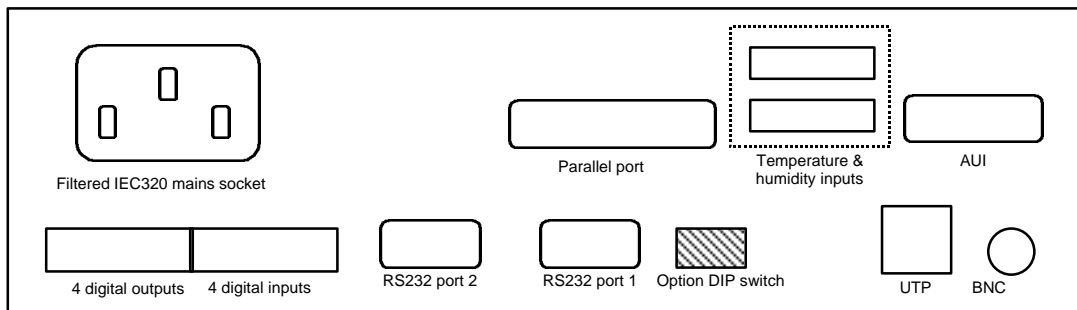 Filtered IEC320 mains socket
Parallel port
Temperature &
humidity inputs
AUI
4 digital outputs
4 digital inputs
RS232 port 2
RS232 port 1
Option DIP switch
UTP
BNC